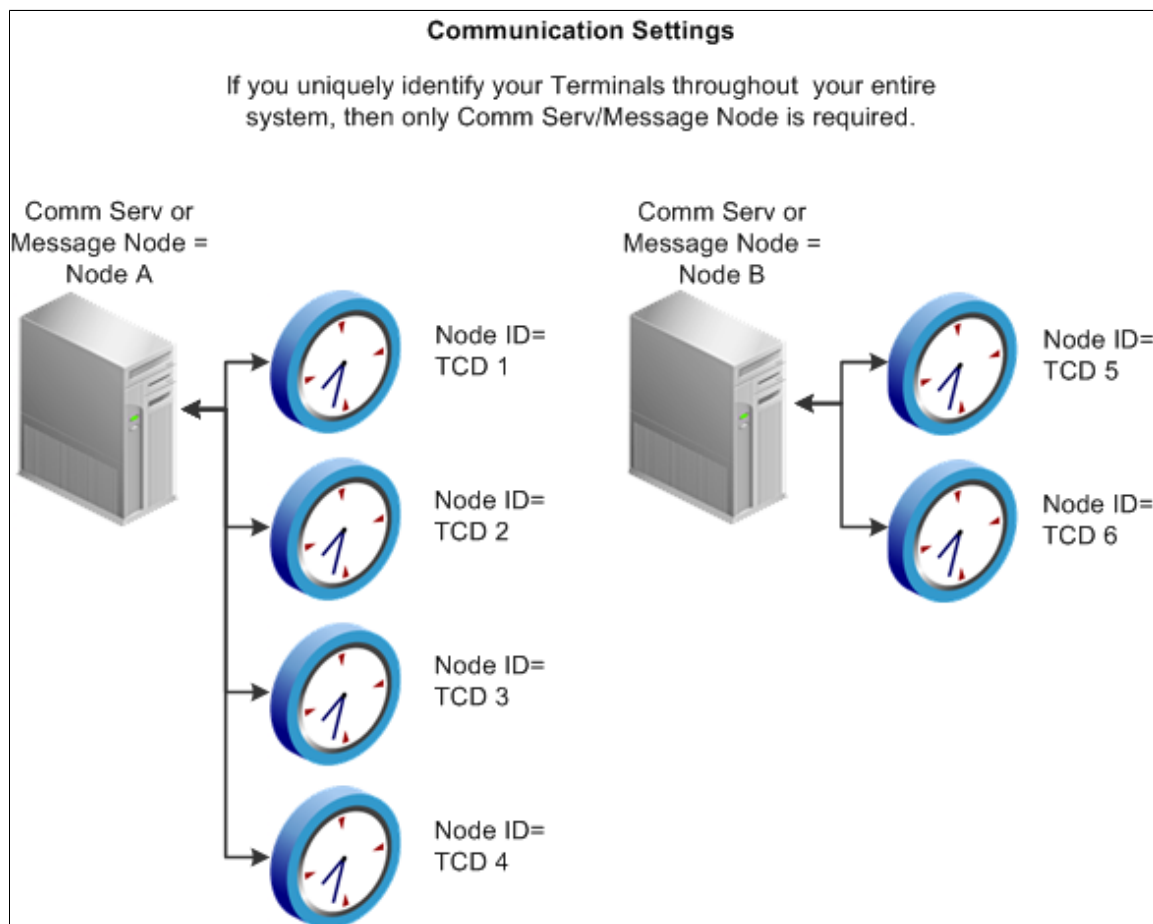 Communication Settings
If you uniquely identify your Terminals throughout your entire
system, then only Comm Serv/Message Node is required.
Comm Serv or
Message Node =
Node A
Node ID=
TCD 1
Node ID=
TCD 2
Node ID=
TCD 3
Node ID=
TCD 4
Comm Serv or
Message Node =
Node B
Node ID=
TCD 5
Node ID=
TCD 6